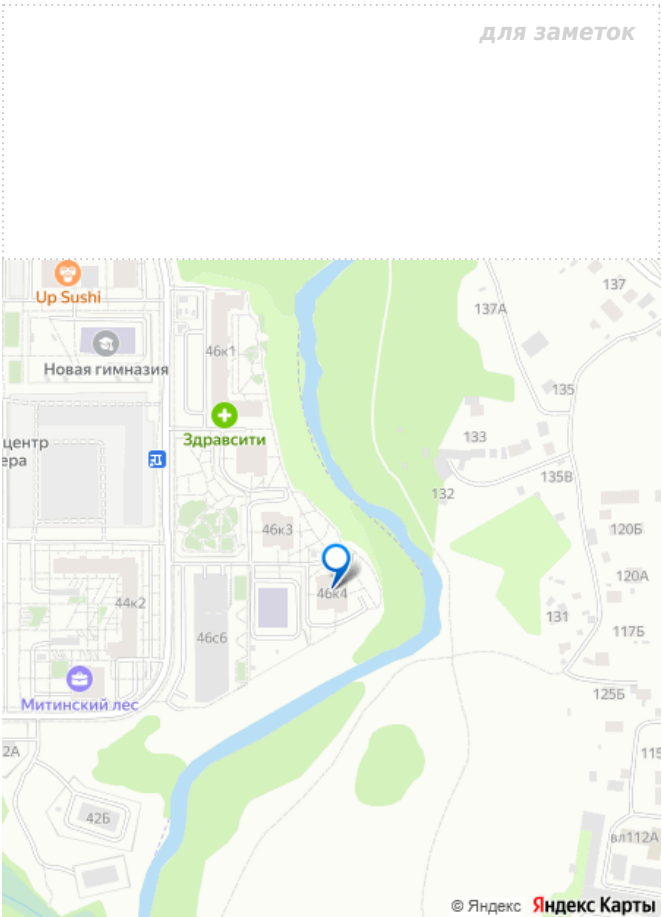 для заметок
137
137А
Up Sushi
46к1
Новая гимназия
135
Здравсити
центр
ера
133
135В
132
46к3
120Б
120А
46к4
44к2
131
46с6
117Б
125Б
Митинский лес
2А
115
42Б
вл112А
© Яндекс Яндекс Карты